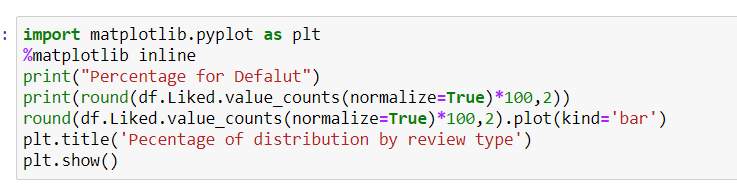 :
import matplotlib.pyplot as plt
%matplotlib inline
print("Percentage for Defalut")
print(round(df.Liked.value_counts(normalize=True)*100,2))
round(df.Liked.value_counts(normalize=True)*100,2).plot(kind='bar')
plt.title('Pecentage of distribution by review type')
plt.show()